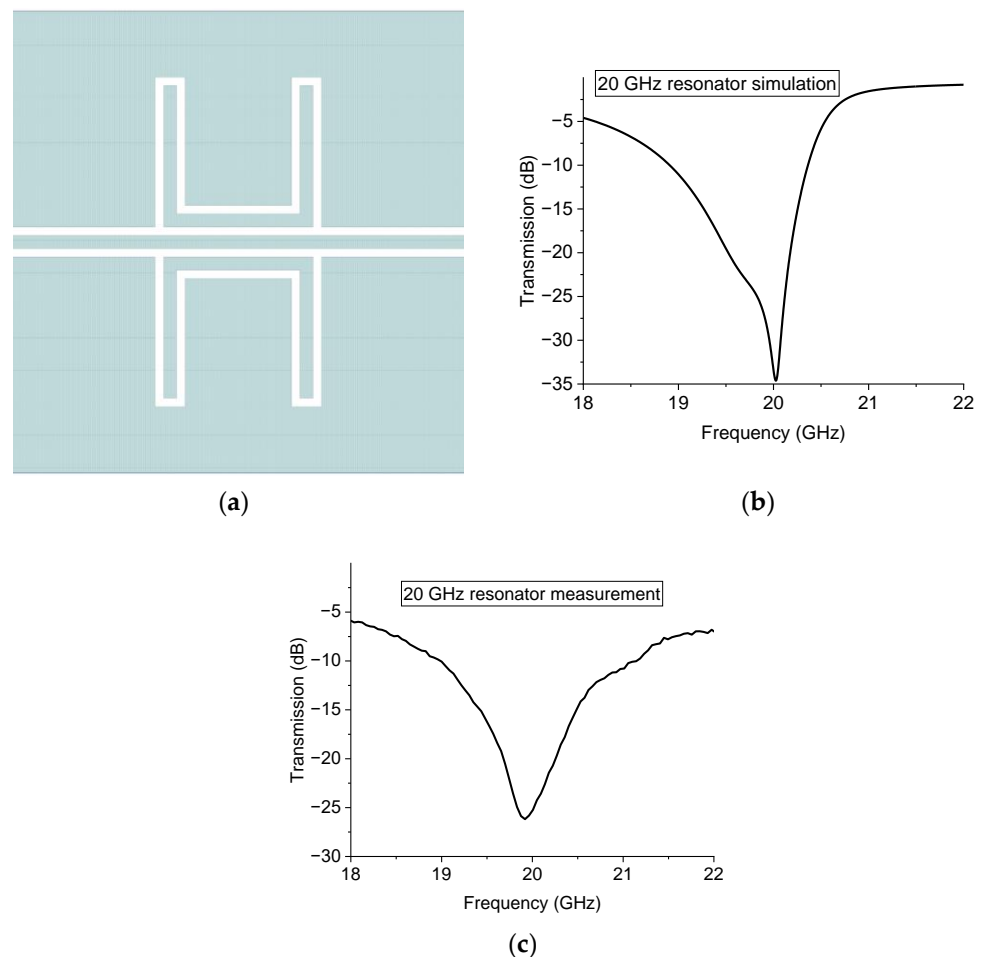 (a)
20 GHz resonator simulation
Transmission (dB)
−5
−10
−15
−20
−25
−30
−35
18 19 20 21 22
Frequency (GHz)
(b)
20 GHz resonator measurement
Transmission (dB)
−5
−10
−15
−20
−25
−30
18 19 20 21 22
Frequency (GHz)
(c)